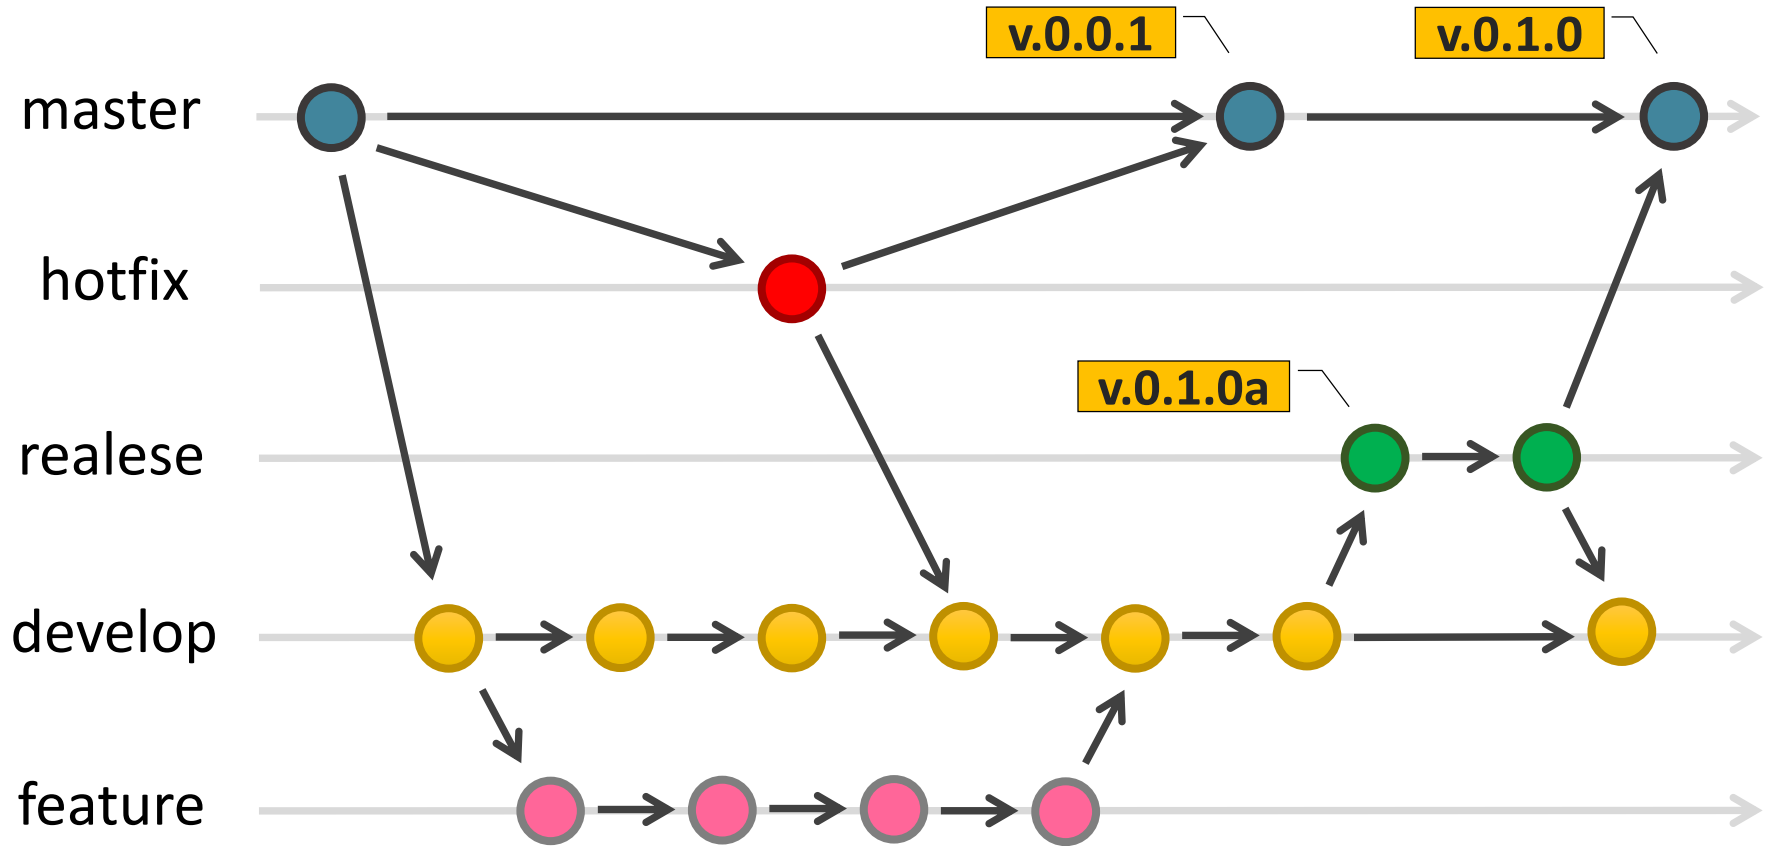 v.0.0.1
v.0.1.0
master
hotfix
v.0.1.0a
realese
develop
feature